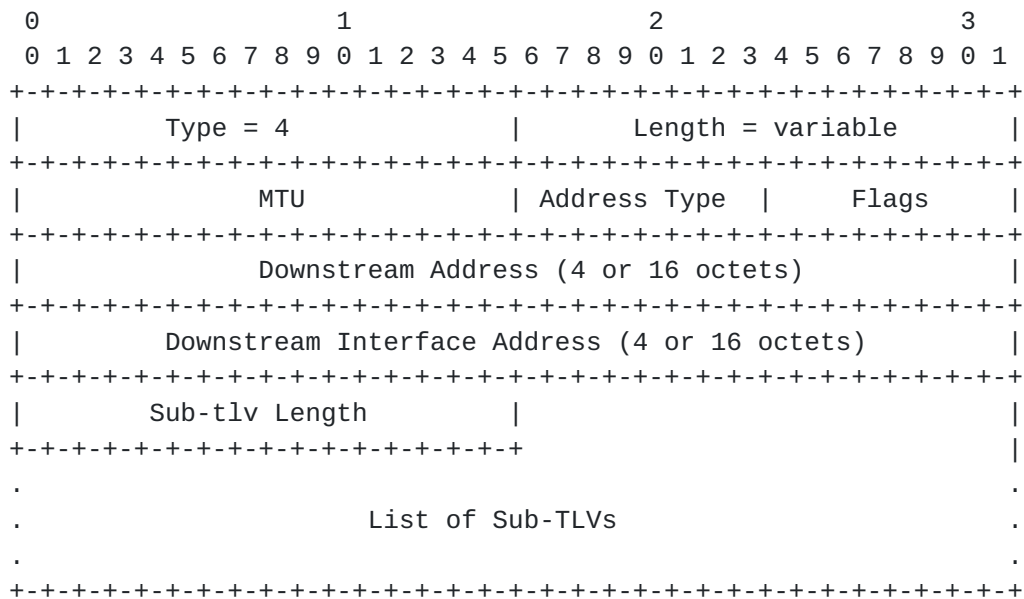 0                   1                   2                   3
 0 1 2 3 4 5 6 7 8 9 0 1 2 3 4 5 6 7 8 9 0 1 2 3 4 5 6 7 8 9 0 1
+-+-+-+-+-+-+-+-+-+-+-+-+-+-+-+-+-+-+-+-+-+-+-+-+-+-+-+-+-+-+-+-+
|         Type = 4              |       Length = variable       |
+-+-+-+-+-+-+-+-+-+-+-+-+-+-+-+-+-+-+-+-+-+-+-+-+-+-+-+-+-+-+-+-+
|               MTU             | Address Type  |     Flags     |
+-+-+-+-+-+-+-+-+-+-+-+-+-+-+-+-+-+-+-+-+-+-+-+-+-+-+-+-+-+-+-+-+
|               Downstream Address (4 or 16 octets)             |
+-+-+-+-+-+-+-+-+-+-+-+-+-+-+-+-+-+-+-+-+-+-+-+-+-+-+-+-+-+-+-+-+
|         Downstream Interface Address (4 or 16 octets)         |
+-+-+-+-+-+-+-+-+-+-+-+-+-+-+-+-+-+-+-+-+-+-+-+-+-+-+-+-+-+-+-+-+
|        Sub-tlv Length         |                               |
+-+-+-+-+-+-+-+-+-+-+-+-+-+-+-+-+                               |
.                                                               .
.                      List of Sub-TLVs                         .
.                                                               .
+-+-+-+-+-+-+-+-+-+-+-+-+-+-+-+-+-+-+-+-+-+-+-+-+-+-+-+-+-+-+-+-+